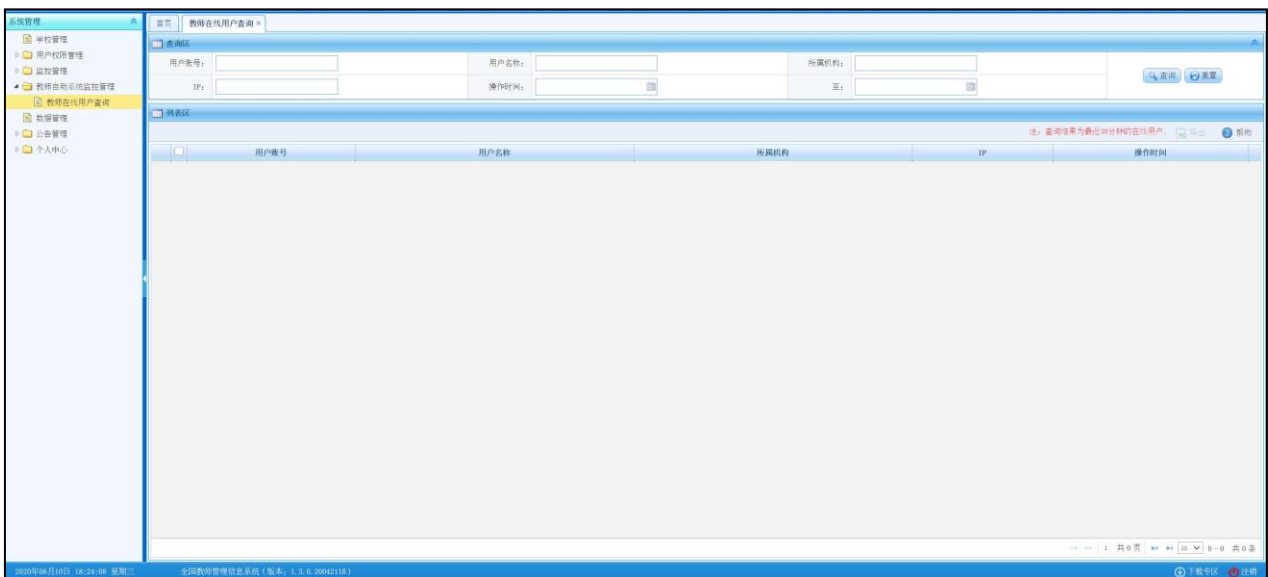 系统管理
首页 教师在线用户查询 ×
学校管理
用户权限管理
监控管理
教师自助系统监控管理
教师在线用户查询
数据管理
公告管理
个人中心
查询区
用户账号: 用户名称: 所属机构:
IP: 操作时间: 至:
查询 重置
列表区
注:查询结果为最近30分钟的在线用户。 导出 帮助
用户账号 用户名称 所属机构 IP 操作时间
1 共0页 15 0-0 共0条
2020年06月10日 18:24:08 星期三 全国教师管理信息系统(版本:1.3.0.20042118) 下载专区 注销